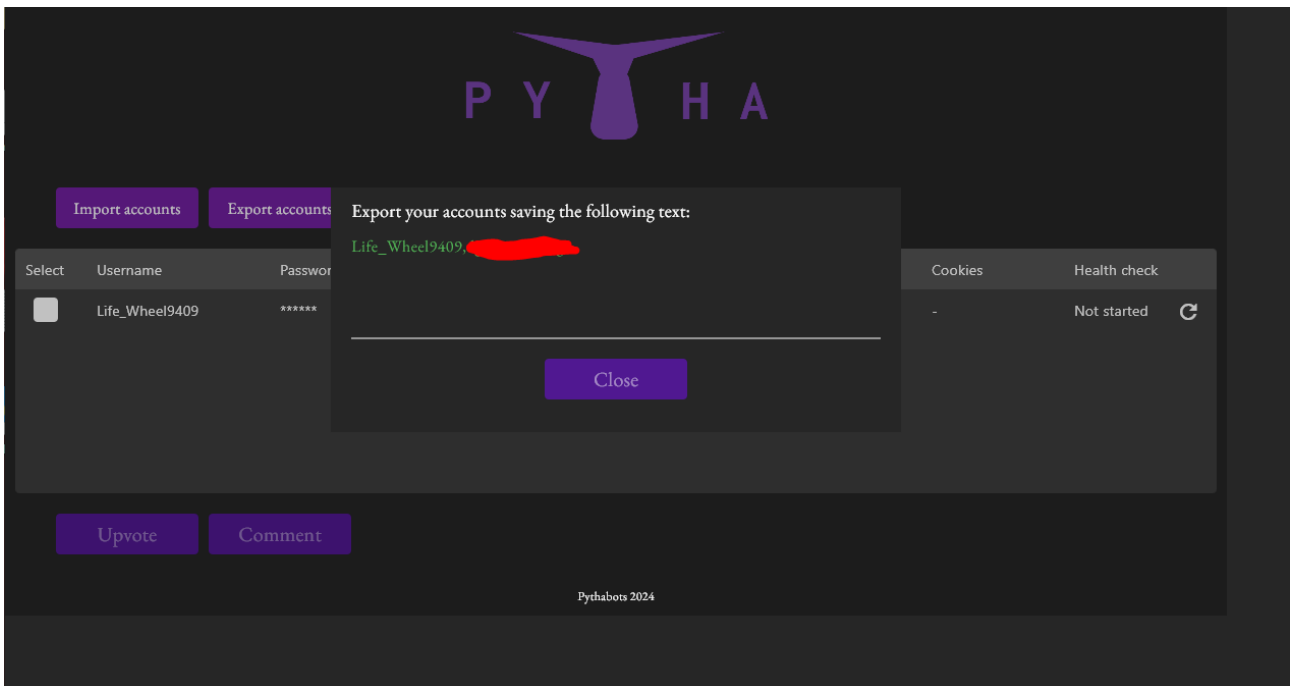 PYTHA
Import accounts Export accounts
Export your accounts saving the following text:
Life_Wheel9409,
Select Username Passwor Cookies Health check
Life_Wheel9409 ****** - Not started
Close
Upvote Comment
Pythabots 2024